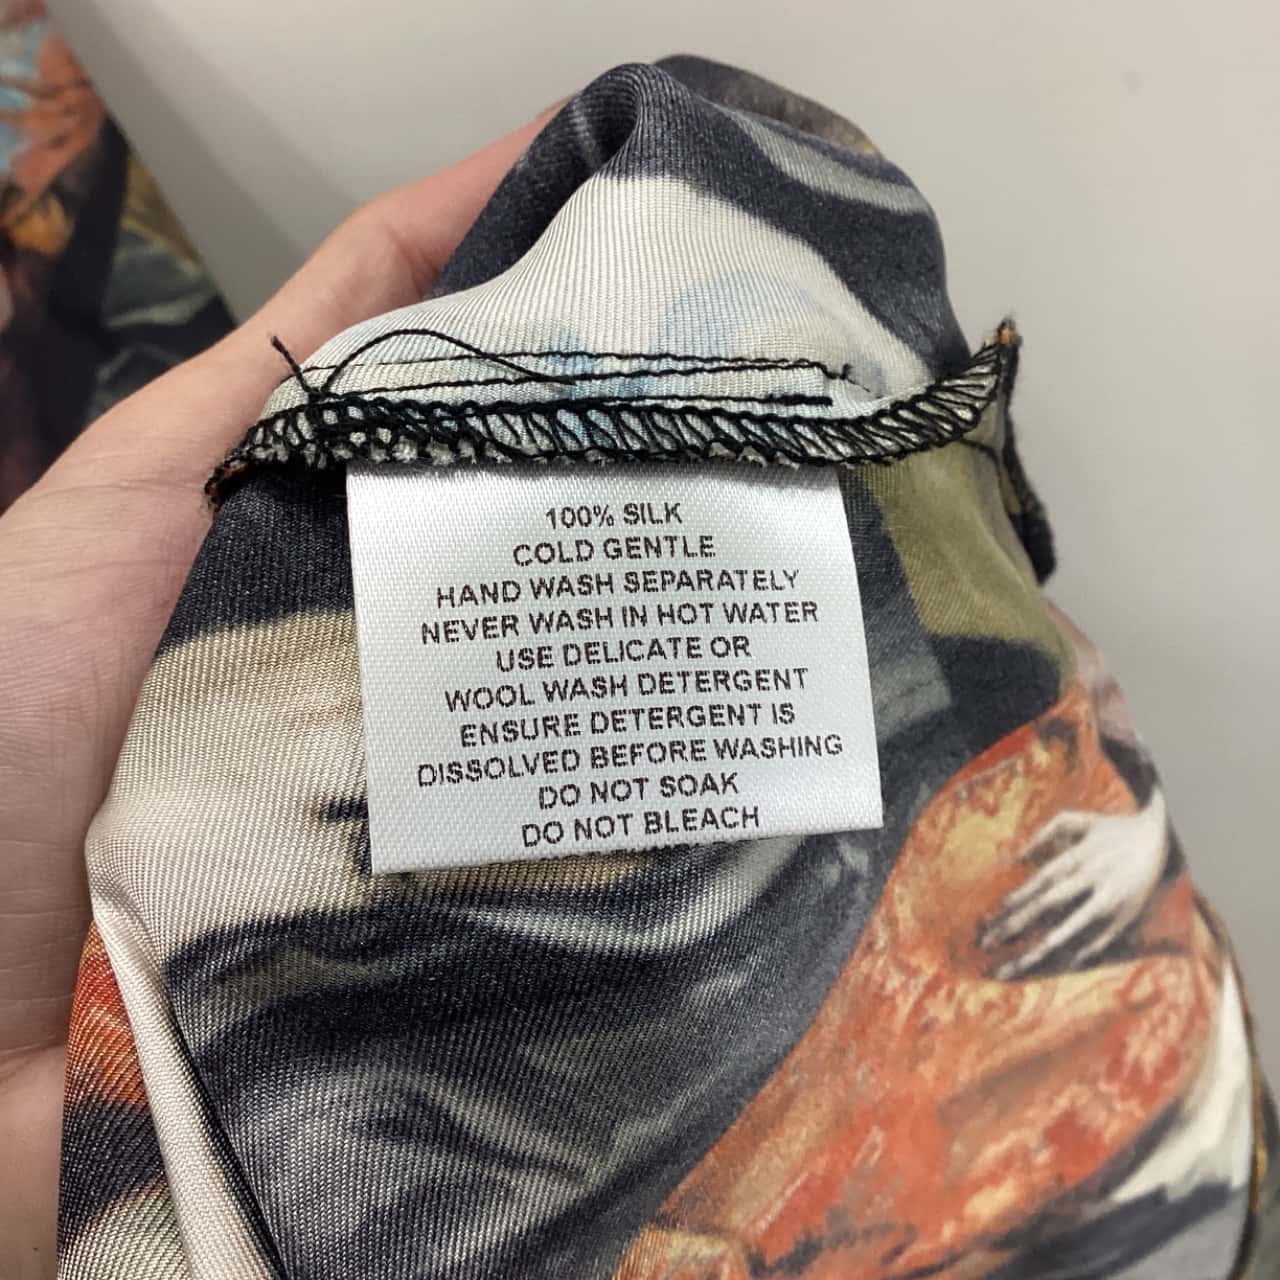 100% SILK
COLD GENTLE
HAND WASH SEPARATELY
NEVER WASH IN HOT WATER
USE DELICATE OR
WOOL WASH DETERGENT
ENSURE DETERGENT IS
DISSOLVED BEFORE WASHING
DO NOT SOAK
DO NOT BLEACH